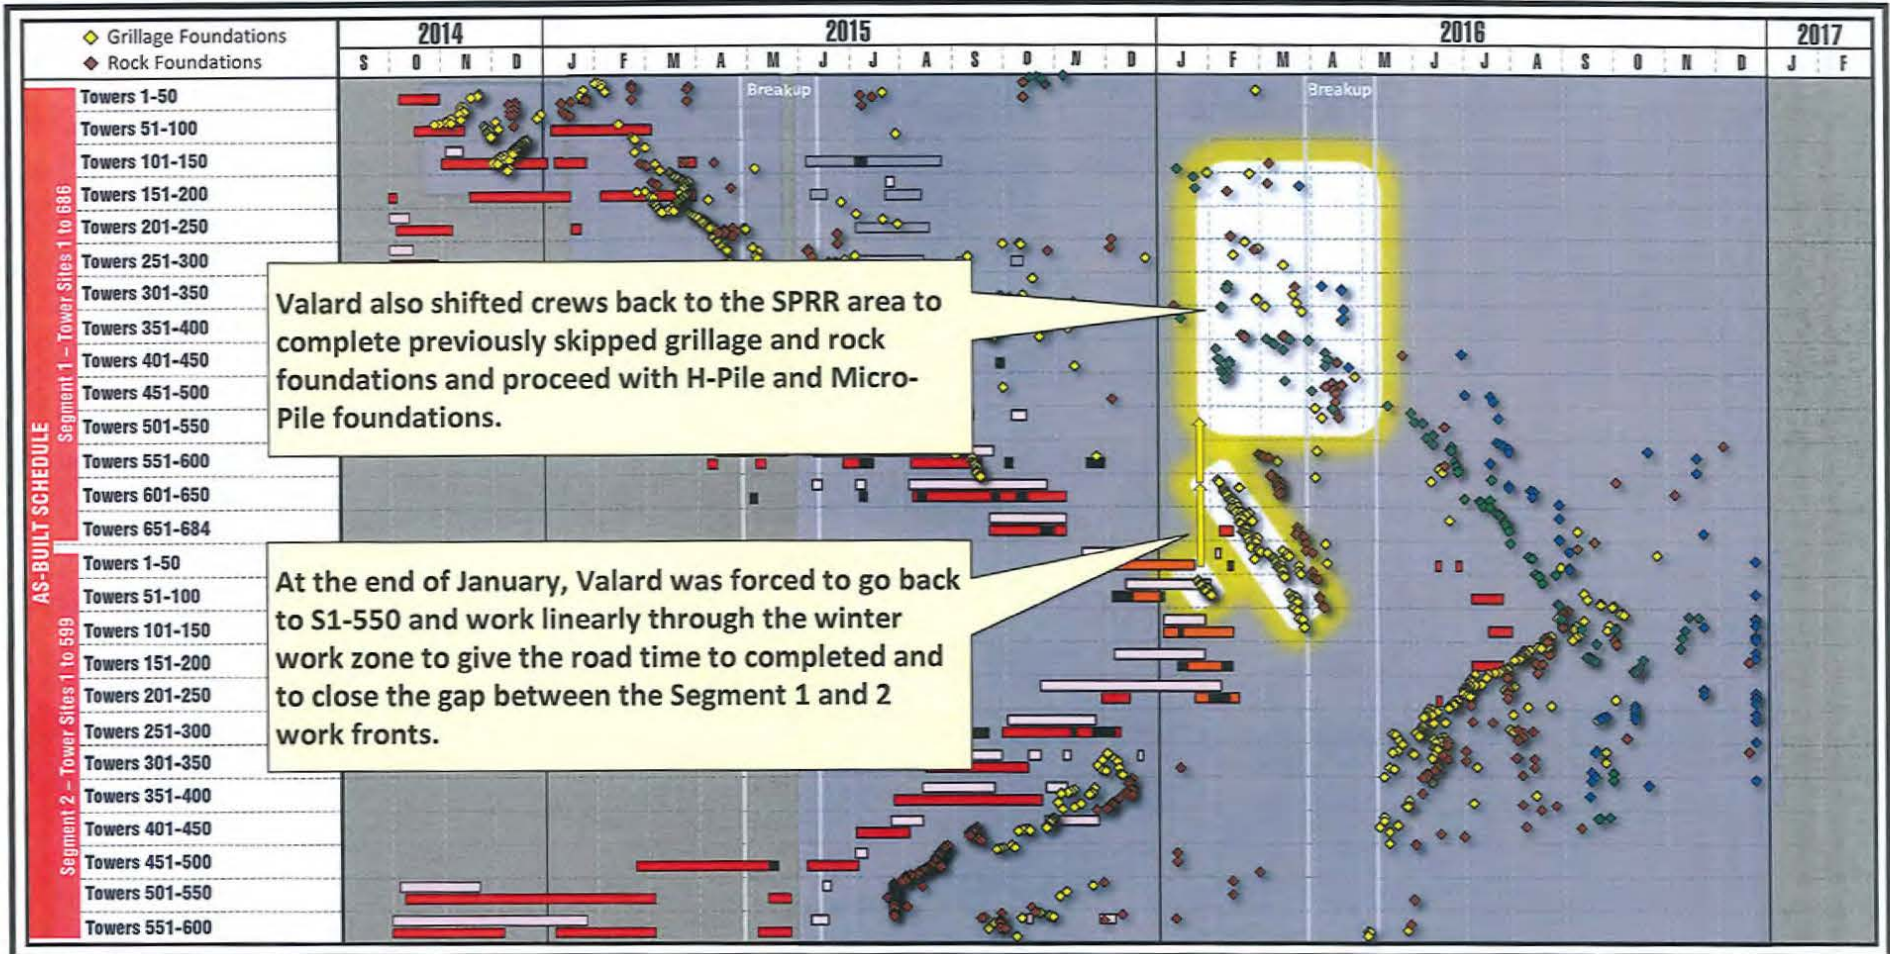 Grillage Foundations
Rock Foundations
2014
2015
2016
2017
S O N D J F M A M J J A S O N D J F M A M J J A S O N D J F
Breakup
Breakup
AS-BUILT SCHEDULE
Segment 1 – Tower Sites 1 to 686
Towers 1-50
Towers 51-100
Towers 101-150
Towers 151-200
Towers 201-250
Towers 251-300
Towers 301-350
Towers 351-400
Towers 401-450
Towers 451-500
Towers 501-550
Towers 551-600
Towers 601-650
Towers 651-684
Segment 2 – Tower Sites 1 to 599
Towers 1-50
Towers 51-100
Towers 101-150
Towers 151-200
Towers 201-250
Towers 251-300
Towers 301-350
Towers 351-400
Towers 401-450
Towers 451-500
Towers 501-550
Towers 551-600
Valard also shifted crews back to the SPRR area to
complete previously skipped grillage and rock
foundations and proceed with H-Pile and Micro-
Pile foundations.
At the end of January, Valard was forced to go back
to S1-550 and work linearly through the winter
work zone to give the road time to completed and
to close the gap between the Segment 1 and 2
work fronts.